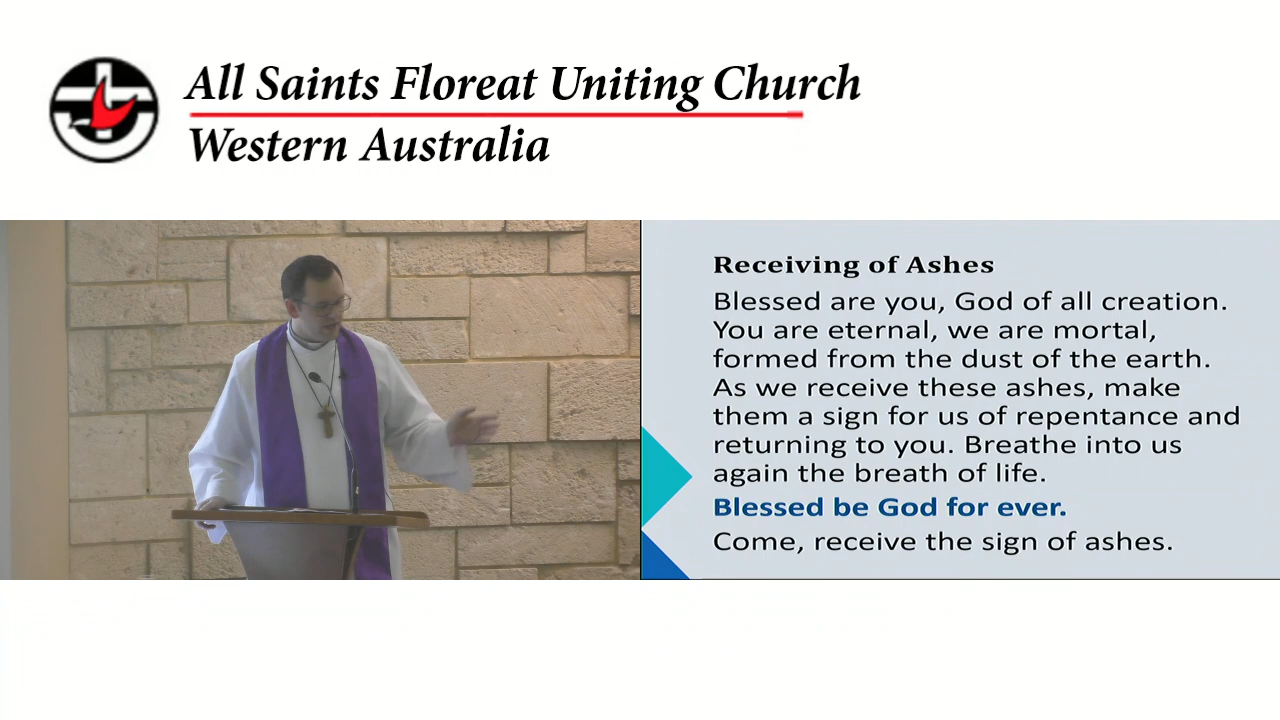 All Saints Floreat Uniting Church
Western Australia
Receiving of Ashes
Blessed are you, God of all creation.
You are eternal, we are mortal,
formed from the dust of the earth.
As we receive these ashes, make
them a sign for us of repentance and
returning to you. Breathe into us
again the breath of life.
Blessed be God for ever.
Come, receive the sign of ashes.